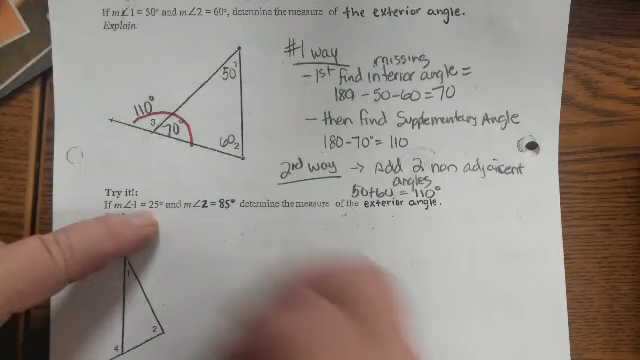 If m∠1 = 50° and m∠2 = 60°, determine the measure of the exterior angle.
Explain.
#1 way
missing
- 1st find interior angle =
180 - 50 - 60 = 70
- then find Supplementary Angle
180 - 70° = 110
2nd way → Add 2 non adjacent
angles
50 + 60 = 110°
1
50°
110°
3
70°
60
2
Try it!:
If m∠1 = 25° and m∠2 = 85° determine the measure of the exterior angle.
1
2
4